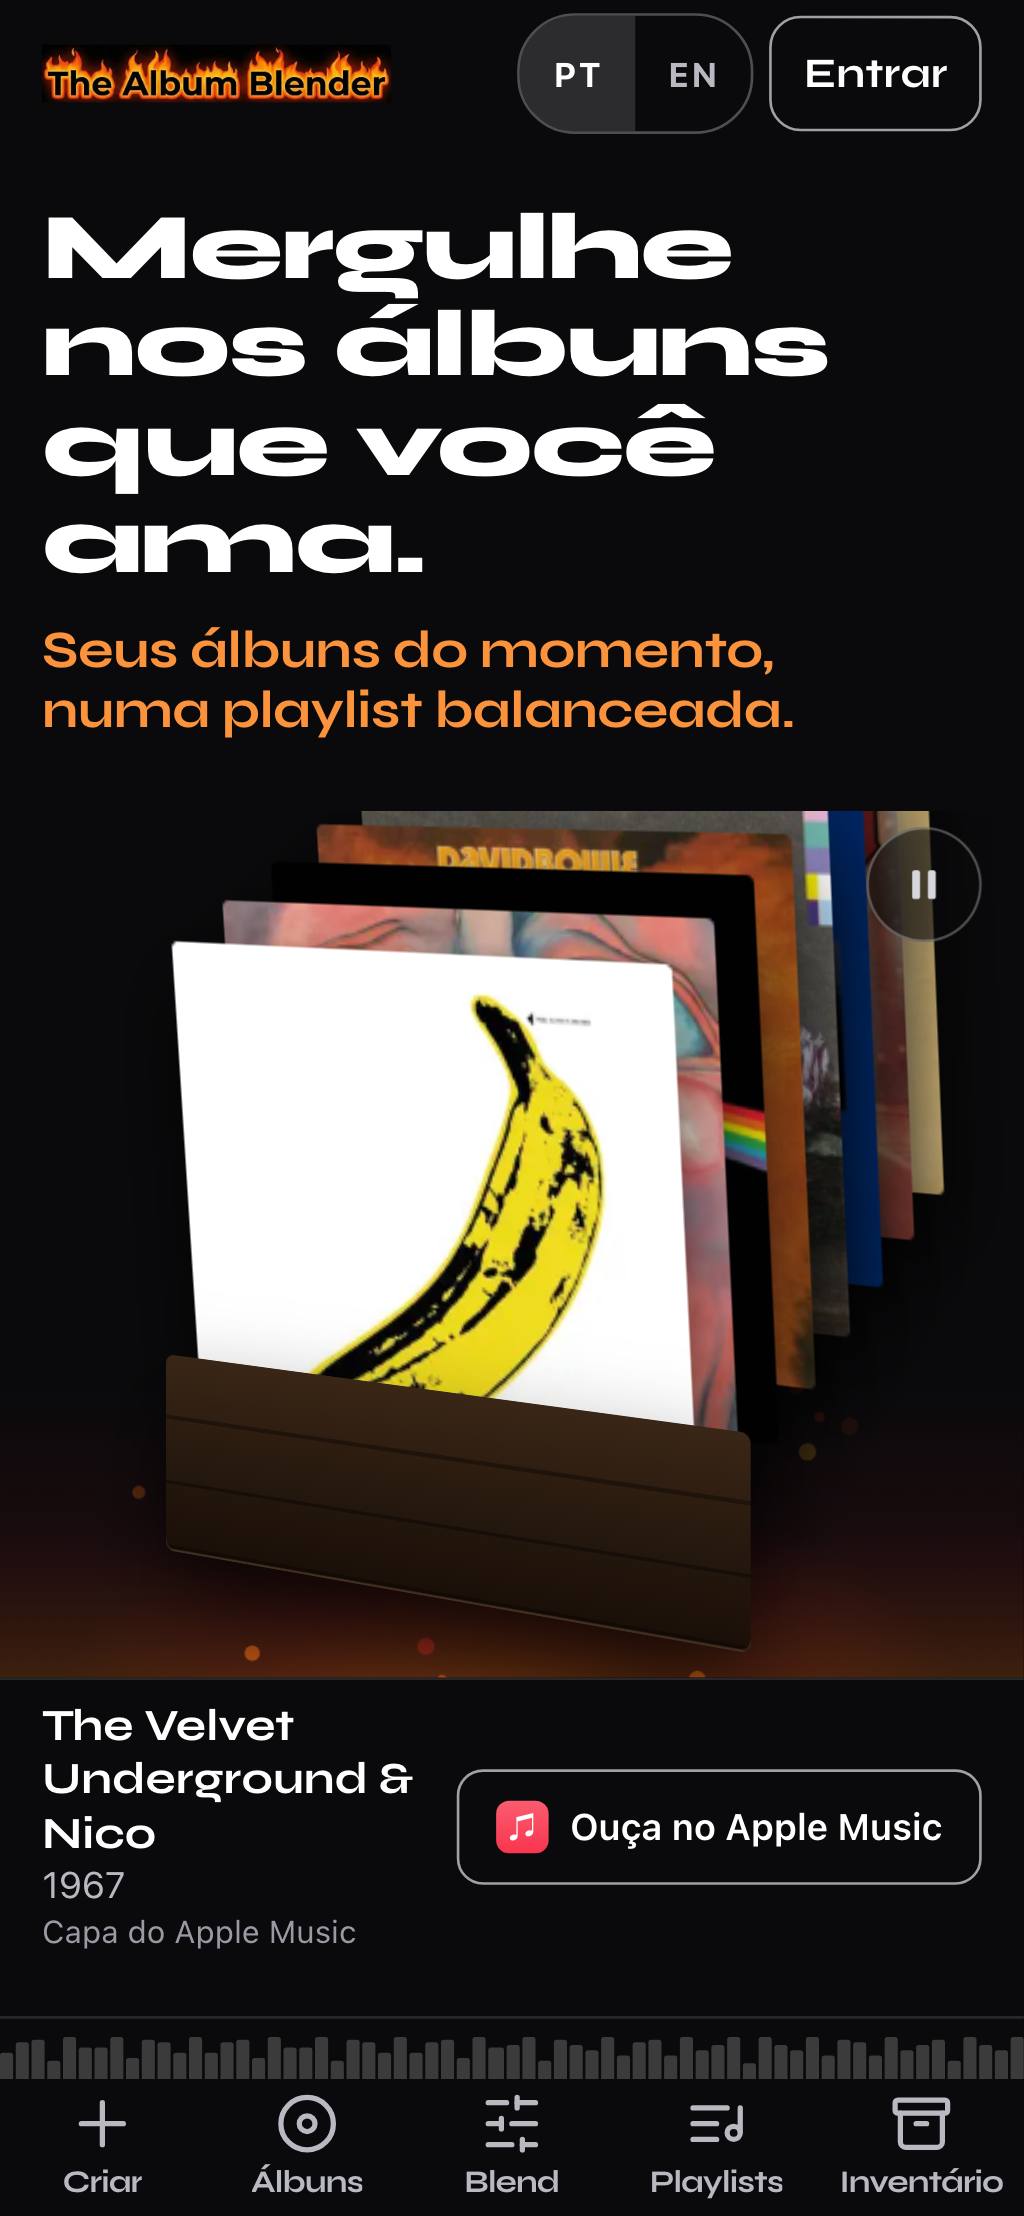 The Album Blender
PT
EN
Entrar
Mergulhe
nos álbuns
que você
ama.
Seus álbuns do momento,
numa playlist balanceada.
DAVID BOWIE
The Velvet
Underground &
Nico
1967
Capa do Apple Music
Ouça no Apple Music
Criar
Álbuns
Blend
Playlists
Inventário